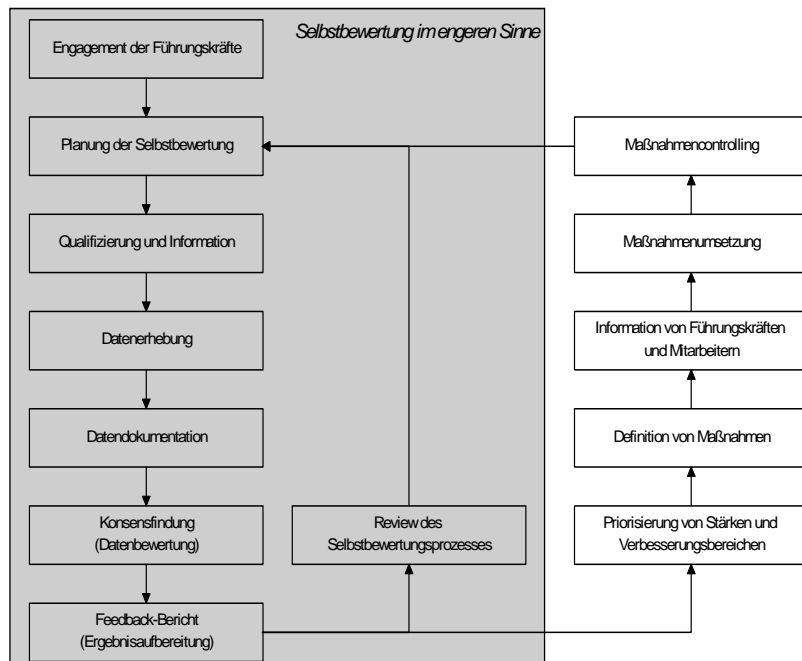 Selbstbewertung im engeren Sinne
Engagement der Führungskräfte
Planung der Selbstbewertung
Qualifizierung und Information
Datenerhebung
Datendokumentation
Konsensfindung
(Datenbewertung)
Feedback-Bericht
(Ergebnisaufbereitung)
Review des
Selbstbewertungsprozesses
Maßnahmencontrolling
Maßnahmenumsetzung
Information von Führungskräften
und Mitarbeitern
Definition von Maßnahmen
Priorisierung von Stärken und
Verbesserungsbereichen